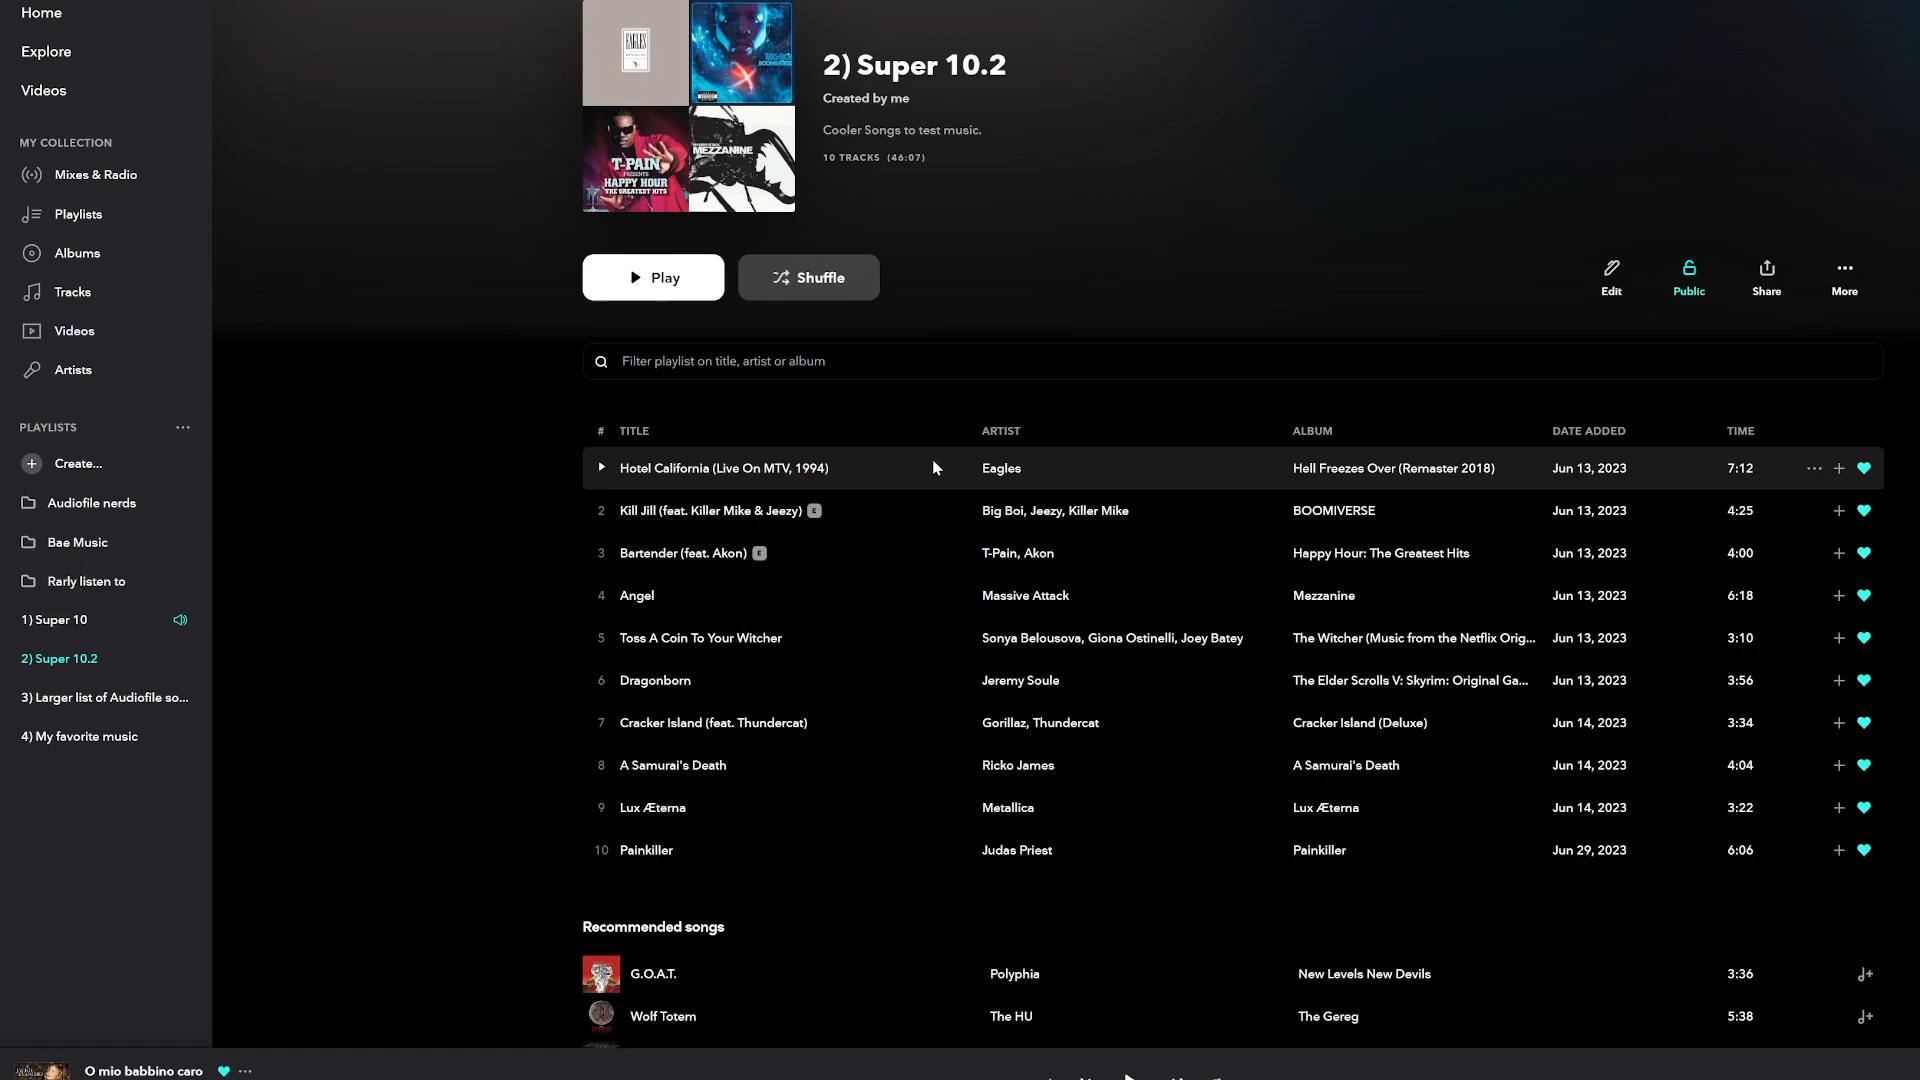 Home
Explore
Videos
MY COLLECTION
Mixes & Radio
Playlists
Albums
Tracks
Videos
Artists
PLAYLISTS
Create...
Audiofile nerds
Bae Music
Rarly listen to
1) Super 10
2) Super 10.2
3) Larger list of Audiofile so...
4) My favorite music
EAGLES
T-PAIN
PRESENTS
HAPPY HOUR
THE GREATEST HITS
MEZZANINE
2) Super 10.2
Created by me
Cooler Songs to test music.
10 TRACKS (46:07)
Play
Shuffle
Edit
Public
Share
More
Filter playlist on title, artist or album
# TITLE ARTIST ALBUM DATE ADDED TIME
Hotel California (Live On MTV, 1994) Eagles Hell Freezes Over (Remaster 2018) Jun 13, 2023 7:12
2 Kill Jill (feat. Killer Mike & Jeezy) E Big Boi, Jeezy, Killer Mike BOOMIVERSE Jun 13, 2023 4:25
3 Bartender (feat. Akon) E T-Pain, Akon Happy Hour: The Greatest Hits Jun 13, 2023 4:00
4 Angel Massive Attack Mezzanine Jun 13, 2023 6:18
5 Toss A Coin To Your Witcher Sonya Belousova, Giona Ostinelli, Joey Batey The Witcher (Music from the Netflix Orig... Jun 13, 2023 3:10
6 Dragonborn Jeremy Soule The Elder Scrolls V: Skyrim: Original Ga... Jun 13, 2023 3:56
7 Cracker Island (feat. Thundercat) Gorillaz, Thundercat Cracker Island (Deluxe) Jun 14, 2023 3:34
8 A Samurai's Death Ricko James A Samurai's Death Jun 14, 2023 4:04
9 Lux Æterna Metallica Lux Æterna Jun 14, 2023 3:22
10 Painkiller Judas Priest Painkiller Jun 29, 2023 6:06
Recommended songs
G.O.A.T. Polyphia New Levels New Devils 3:36
Wolf Totem The HU The Gereg 5:38
O mio babbino caro